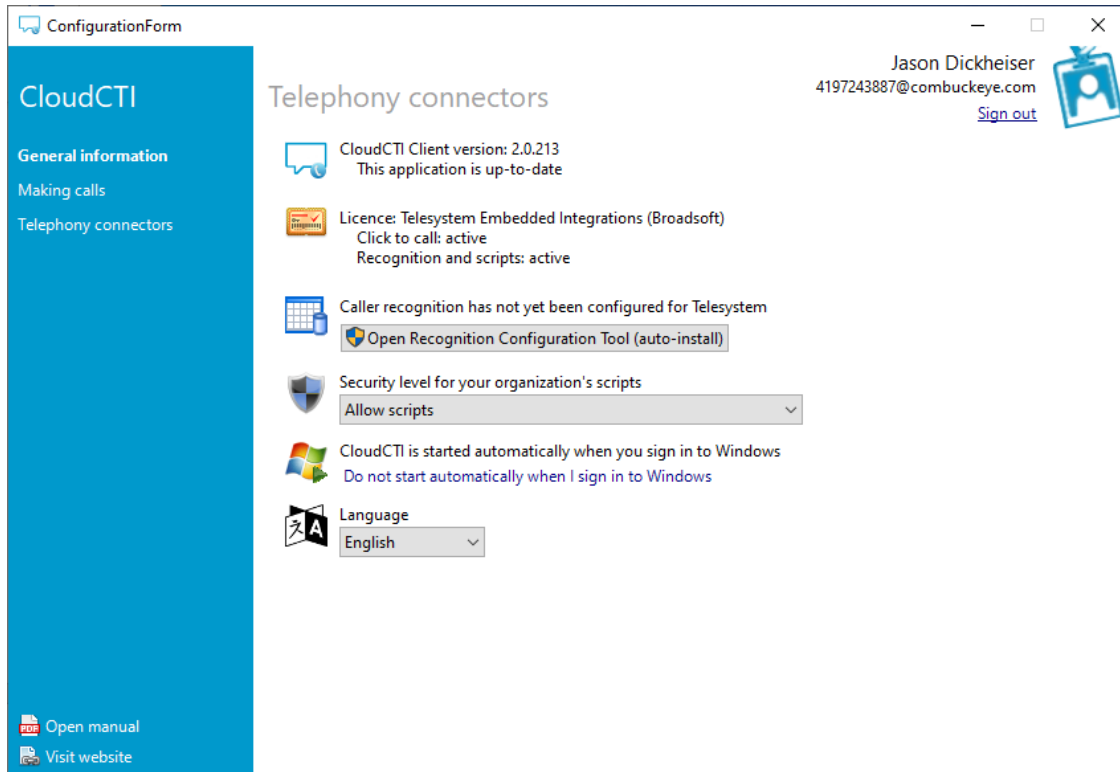 ConfigurationForm
CloudCTI
General information
Making calls
Telephony connectors
Open manual
Visit website
Telephony connectors
Jason Dickheiser
4197243887@combuckeye.com
Sign out
CloudCTI Client version: 2.0.213
This application is up-to-date
Licence: Telesystem Embedded Integrations (Broadsoft)
Click to call: active
Recognition and scripts: active
Caller recognition has not yet been configured for Telesystem
Open Recognition Configuration Tool (auto-install)
Security level for your organization's scripts
Allow scripts
CloudCTI is started automatically when you sign in to Windows
Do not start automatically when I sign in to Windows
Language
English